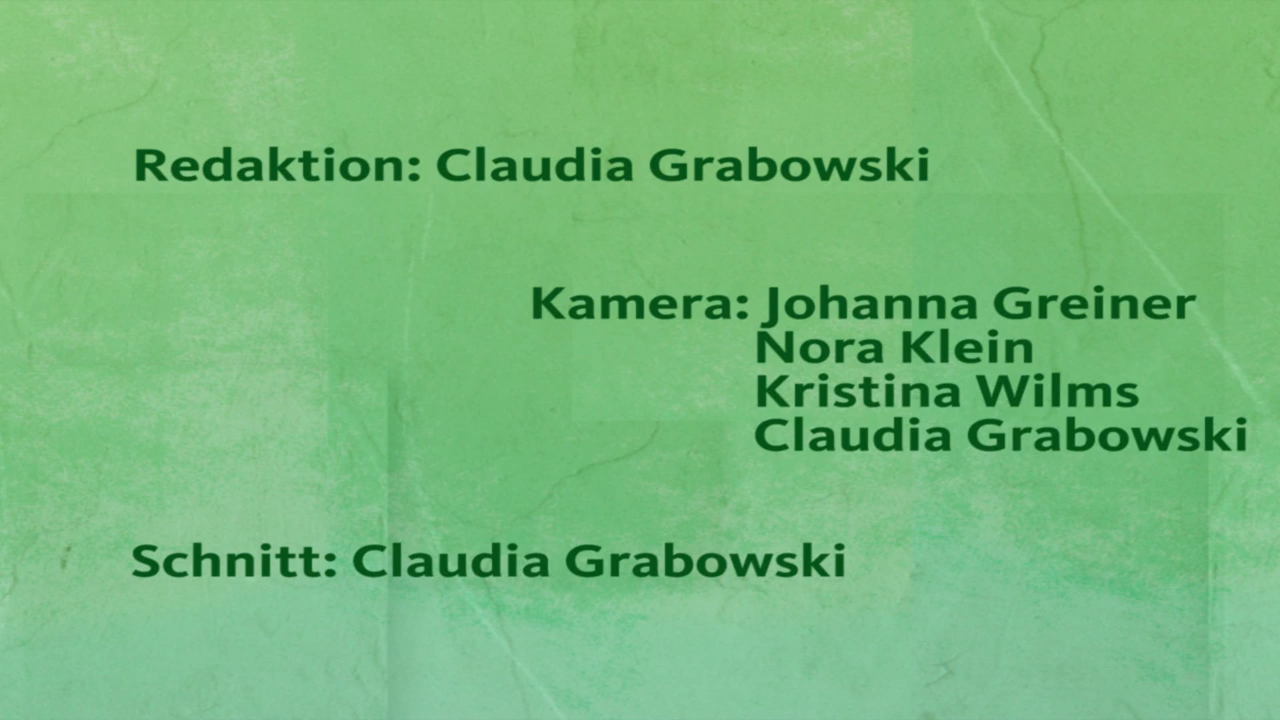 Redaktion: Claudia Grabowski
Kamera: Johanna Greiner
Nora Klein
Kristina Wilms
Claudia Grabowski
Schnitt: Claudia Grabowski